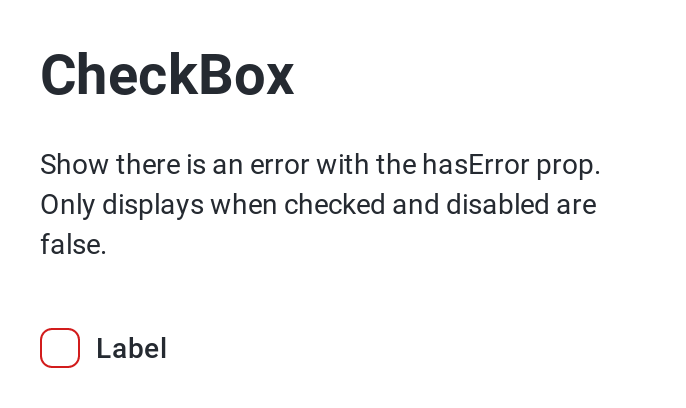 CheckBox
Show there is an error with the hasError prop.
Only displays when checked and disabled are
false.
Label